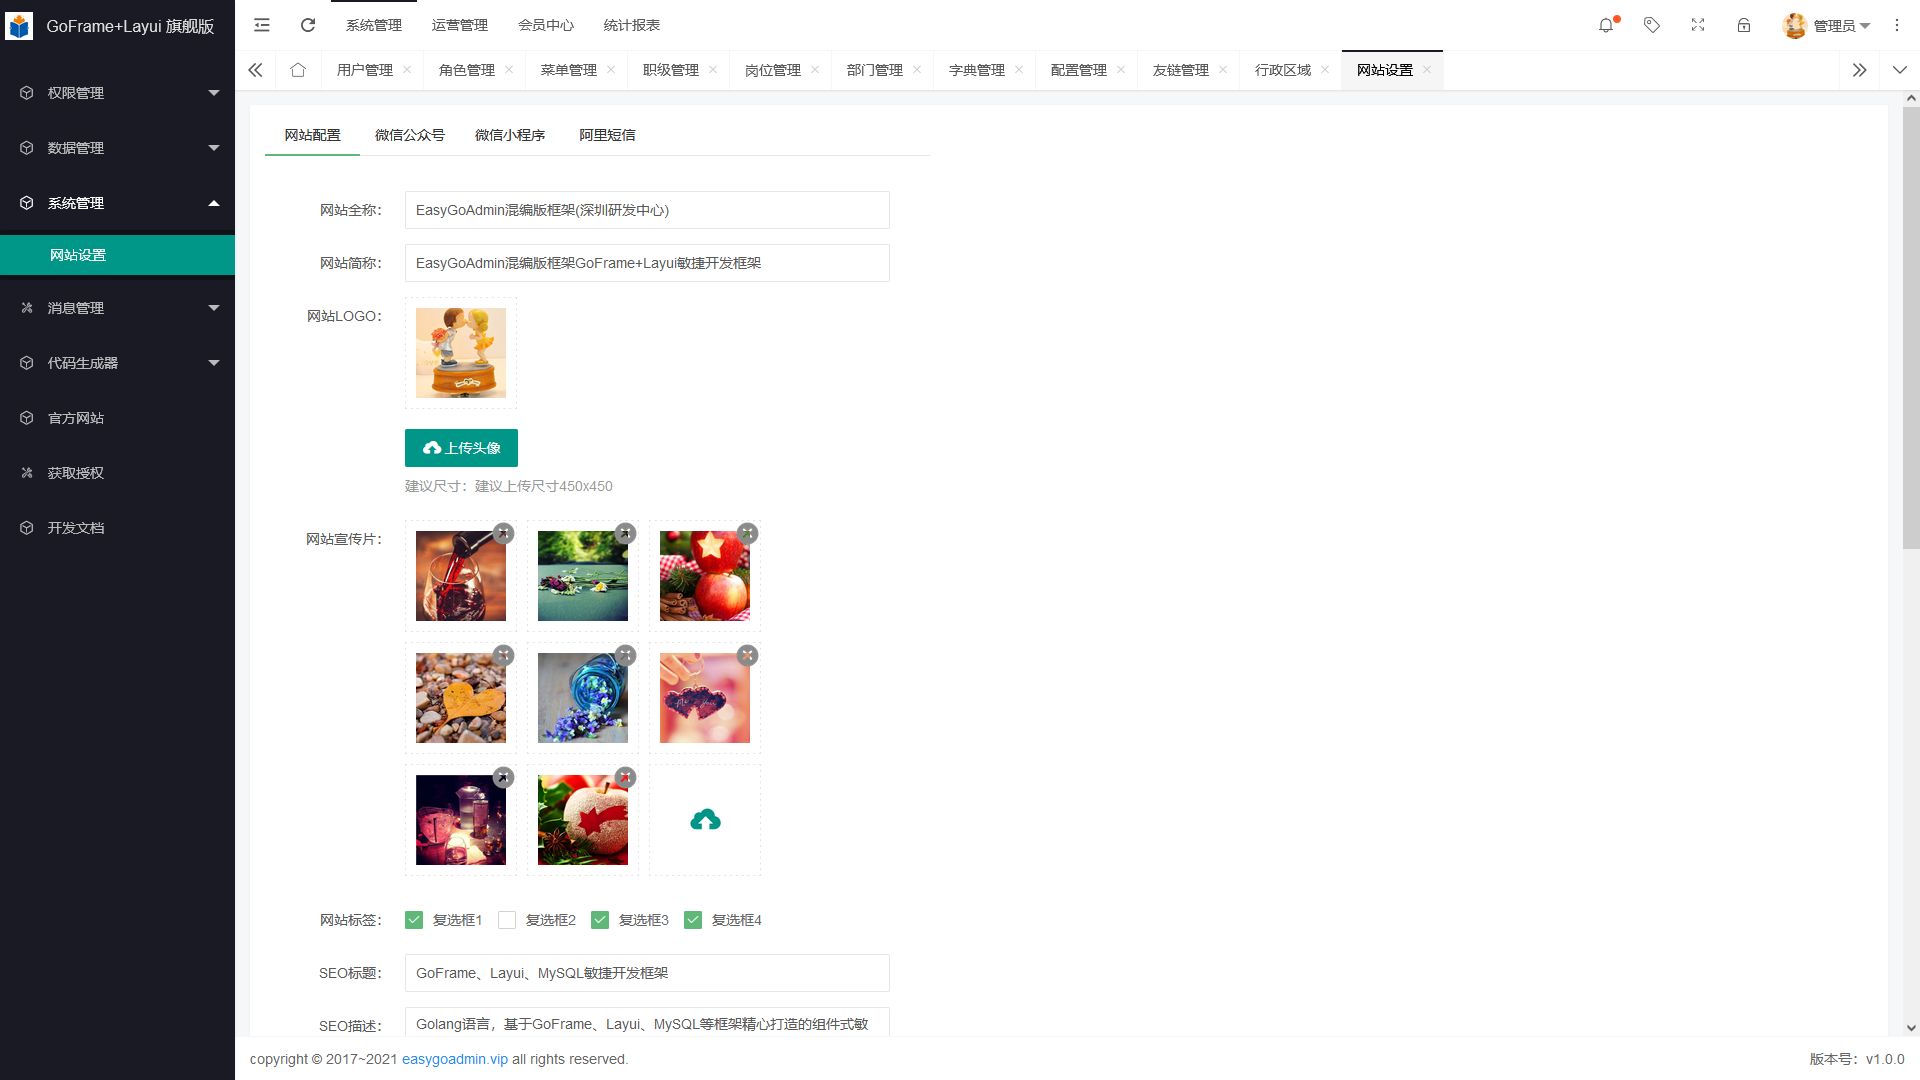 GoFrame+Layui 旗舰版
系统管理 运营管理 会员中心 统计报表
管理员
用户管理 角色管理 菜单管理 职级管理 岗位管理 部门管理 字典管理 配置管理 友链管理 行政区域 网站设置
权限管理
数据管理
系统管理
网站设置
消息管理
代码生成器
官方网站
获取授权
开发文档
网站配置 微信公众号 微信小程序 阿里短信
网站全称： EasyGoAdmin混编版框架(深圳研发中心)
网站简称： EasyGoAdmin混编版框架GoFrame+Layui敏捷开发框架
网站LOGO：
上传头像
建议尺寸：建议上传尺寸450x450
网站宣传片：
网站标签： 复选框1 复选框2 复选框3 复选框4
SEO标题： GoFrame、Layui、MySQL敏捷开发框架
SEO描述： Golang语言，基于GoFrame、Layui、MySQL等框架精心打造的组件式敏
copyright © 2017~2021 easygoadmin.vip all rights reserved.
版本号：v1.0.0